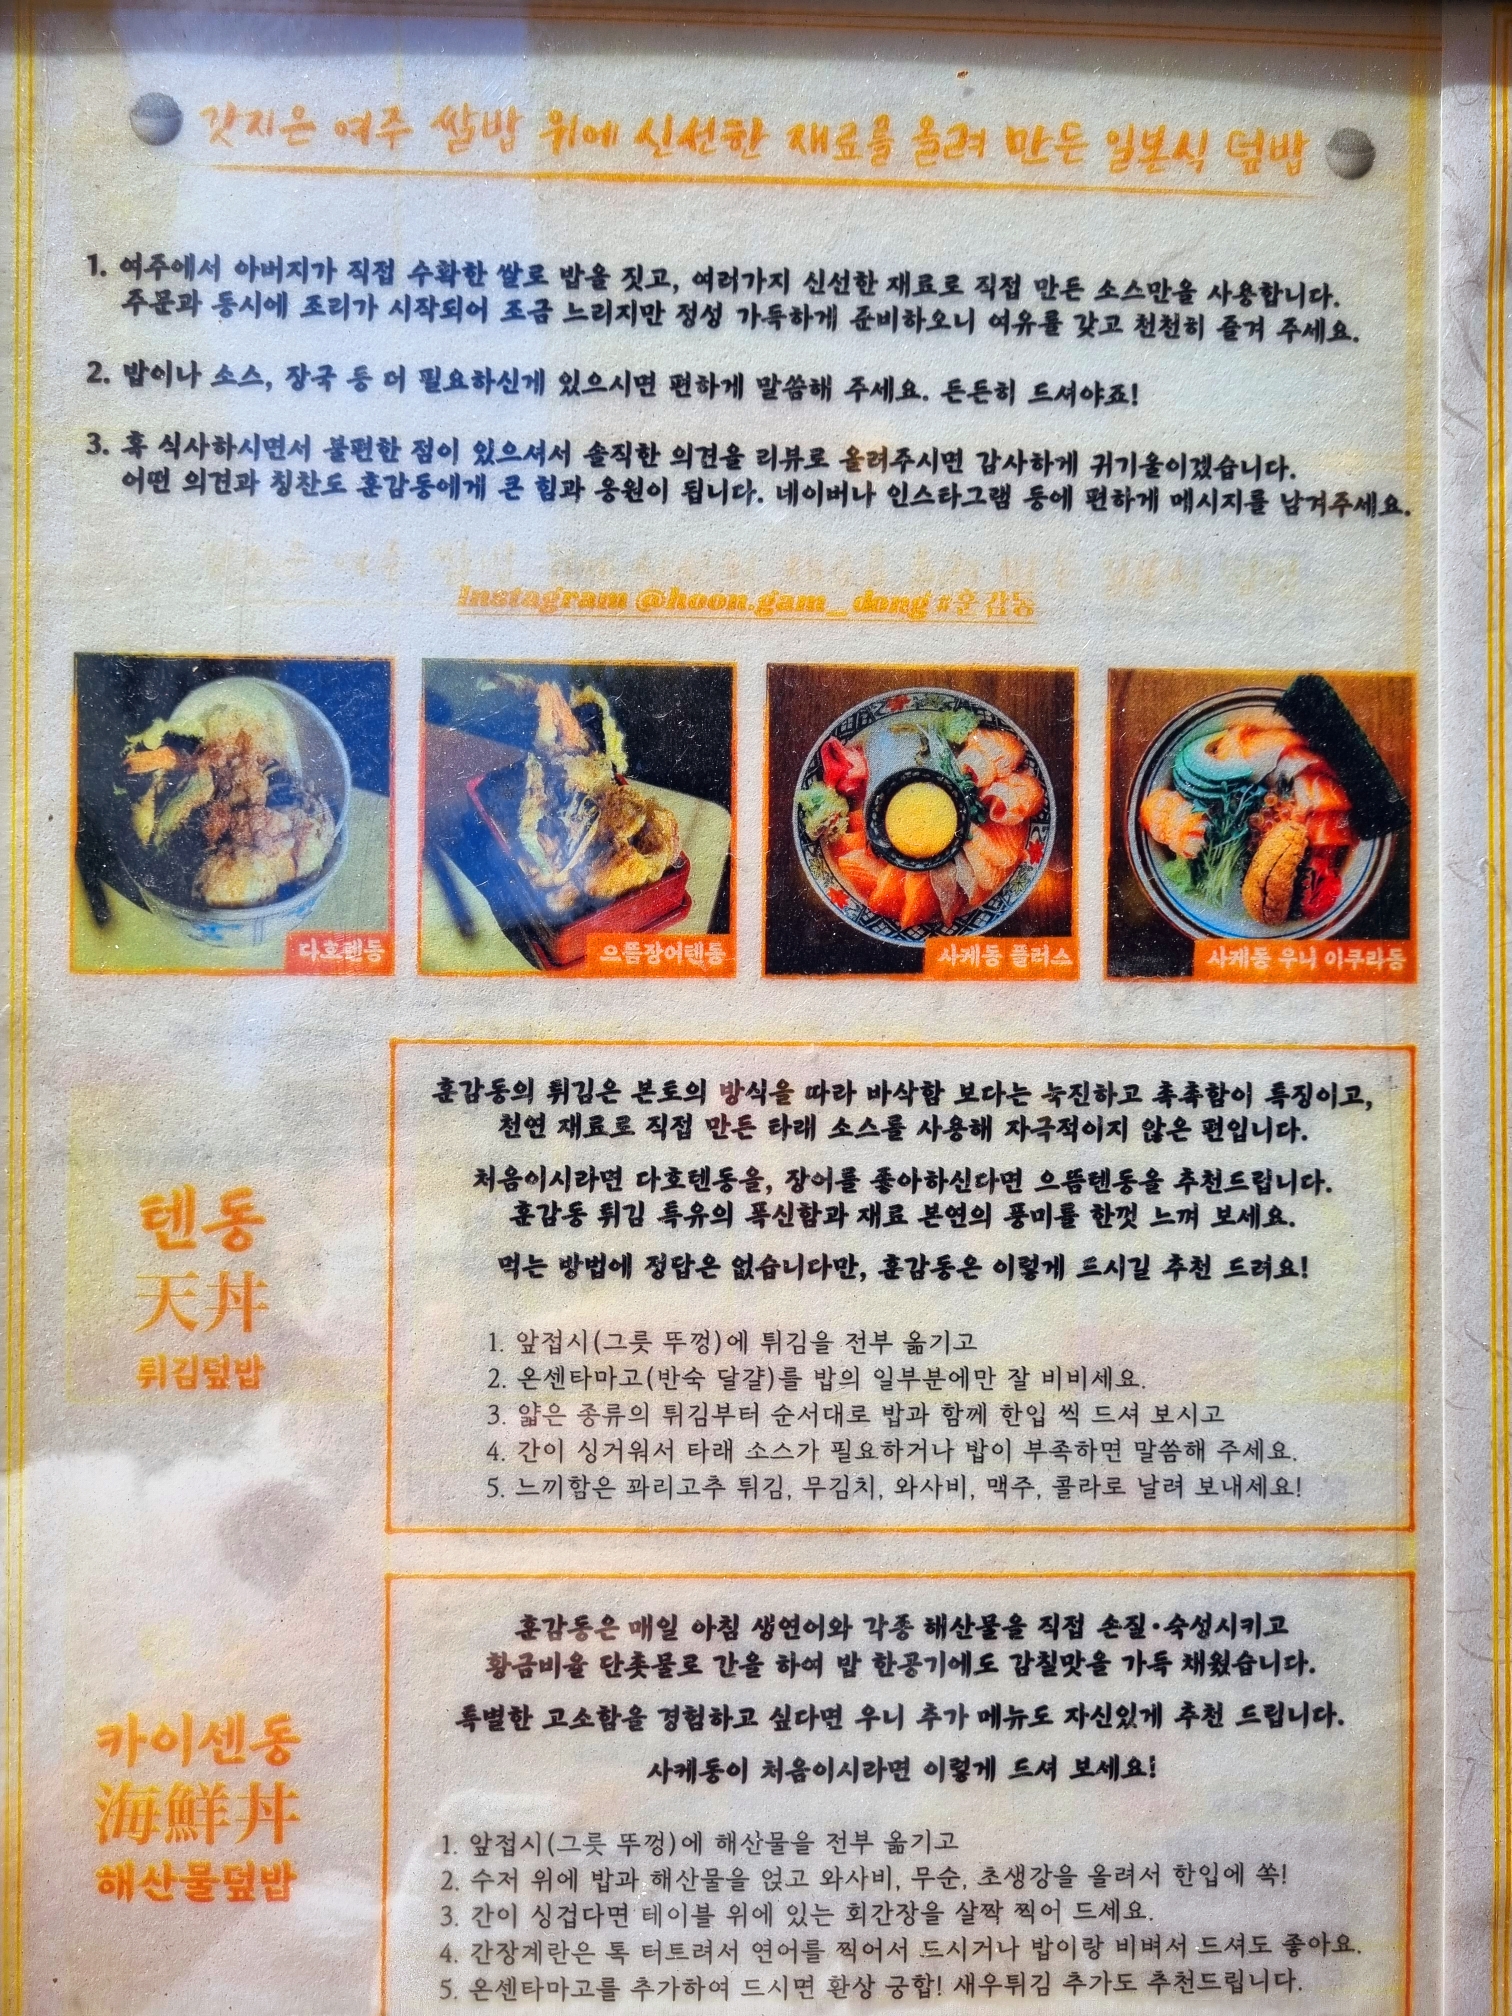 갓지은 여주 쌀밥 위에 신선한 재료를 올려 만든 일본식 덮밥
1. 여주에서 아버지가 직접 수확한 쌀로 밥을 짓고, 여러가지 신선한 재료로 직접 만든 소스만을 사용합니다.
주문과 동시에 조리가 시작되어 조금 느리지만 정성 가득하게 준비하오니 여유를 갖고 천천히 즐겨 주세요.
2. 밥이나 소스, 장국 등 더 필요하신게 있으시면 편하게 말씀해 주세요. 든든히 드셔야죠!
3. 혹 식사하시면서 불편한 점이 있으셔서 솔직한 의견을 리뷰로 올려주시면 감사하게 귀기울이겠습니다.
어떤 의견과 칭찬도 훈감동에게 큰 힘과 응원이 됩니다. 네이버나 인스타그램 등에 편하게 메시지를 남겨주세요.
Instagram @hoon.gam_dong #훈감동
다호텐동
으뜸장어텐동
사케동 플러스
사케동 우니 이쿠라동
텐동
天丼
튀김덮밥
훈감동의 튀김은 본토의 방식을 따라 바삭함 보다는 눅진하고 촉촉함이 특징이고,
천연 재료로 직접 만든 타래 소스를 사용해 자극적이지 않은 편입니다.
처음이시라면 다호텐동을, 장어를 좋아하신다면 으뜸텐동을 추천드립니다.
훈감동 튀김 특유의 폭신함과 재료 본연의 풍미를 한껏 느껴 보세요.
먹는 방법에 정답은 없습니다만, 훈감동은 이렇게 드시길 추천 드려요!
1. 앞접시(그릇 뚜껑)에 튀김을 전부 옮기고
2. 온센타마고(반숙 달걀)를 밥의 일부분에만 잘 비비세요.
3. 얇은 종류의 튀김부터 순서대로 밥과 함께 한입 씩 드셔 보시고
4. 간이 싱거워서 타래 소스가 필요하거나 밥이 부족하면 말씀해 주세요.
5. 느끼함은 꽈리고추 튀김, 무김치, 와사비, 맥주, 콜라로 날려 보내세요!
카이센동
海鮮丼
해산물덮밥
훈감동은 매일 아침 생연어와 각종 해산물을 직접 손질·숙성시키고
황금비율 단촛물로 간을 하여 밥 한공기에도 감칠맛을 가득 채웠습니다.
특별한 고소함을 경험하고 싶다면 우니 추가 메뉴도 자신있게 추천 드립니다.
사케동이 처음이시라면 이렇게 드셔 보세요!
1. 앞접시(그릇 뚜껑)에 해산물을 전부 옮기고
2. 수저 위에 밥과 해산물을 얹고 와사비, 무순, 초생강을 올려서 한입에 쏙!
3. 간이 싱겁다면 테이블 위에 있는 회간장을 살짝 찍어 드세요.
4. 간장계란은 톡 터트려서 연어를 찍어서 드시거나 밥이랑 비벼서 드셔도 좋아요.
5. 온센타마고를 추가하여 드시면 환상 궁합! 새우튀김 추가도 추천드립니다.